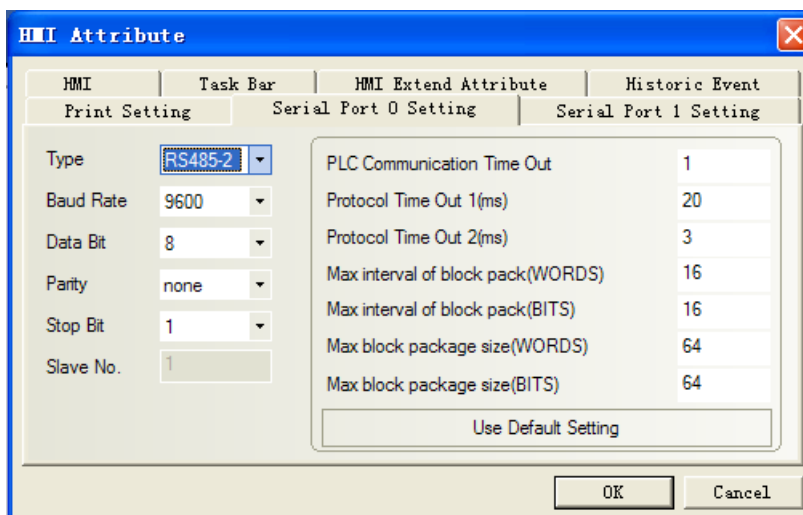 HMI Attribute
HMI
Task Bar
HMI Extend Attribute
Historic Event
Print Setting
Serial Port 0 Setting
Serial Port 1 Setting
Type
RS485-2
Baud Rate
9600
Data Bit
8
Parity
none
Stop Bit
1
Slave No.
1
PLC Communication Time Out
1
Protocol Time Out 1(ms)
20
Protocol Time Out 2(ms)
3
Max interval of block pack(WORDS)
16
Max interval of block pack(BITS)
16
Max block package size(WORDS)
64
Max block package size(BITS)
64
Use Default Setting
OK
Cancel